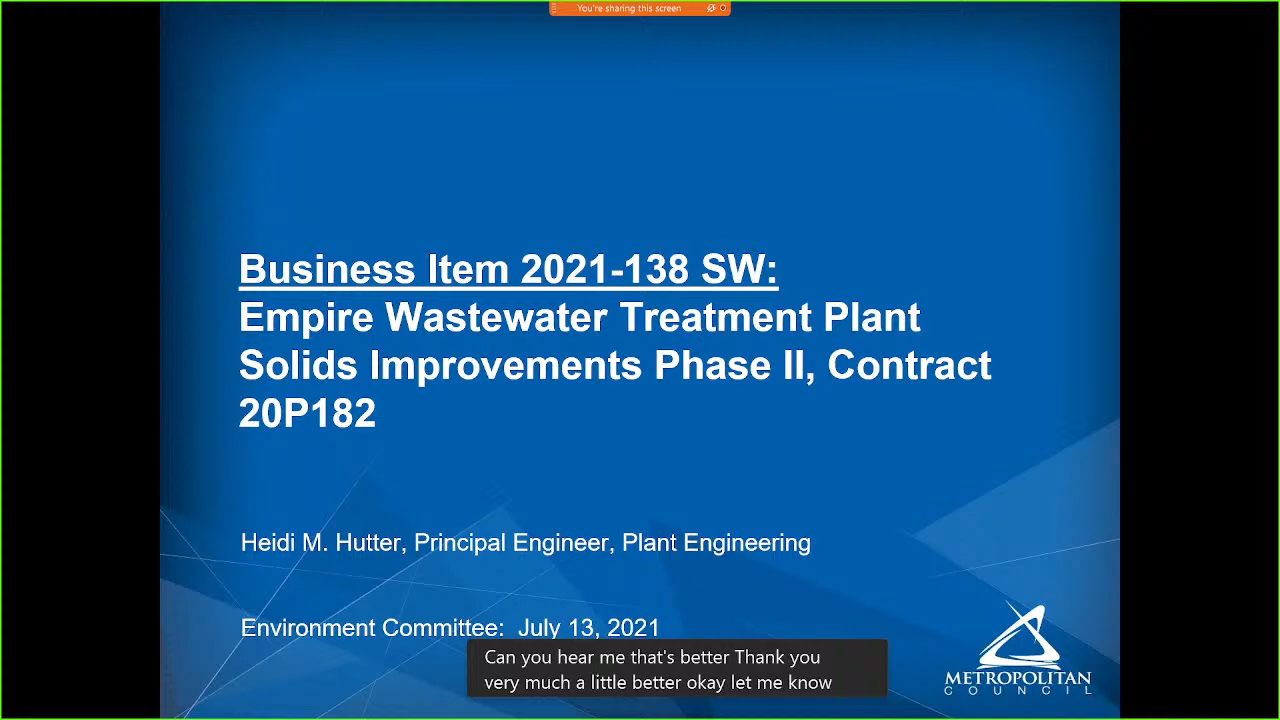 You're sharing this screen
Business Item 2021-138 SW:
Empire Wastewater Treatment Plant
Solids Improvements Phase II, Contract
20P182
Heidi M. Hutter, Principal Engineer, Plant Engineering
Environment Committee:  July 13, 2021
Can you hear me that's better Thank you
very much a little better okay let me know
METROPOLITAN
COUNCIL